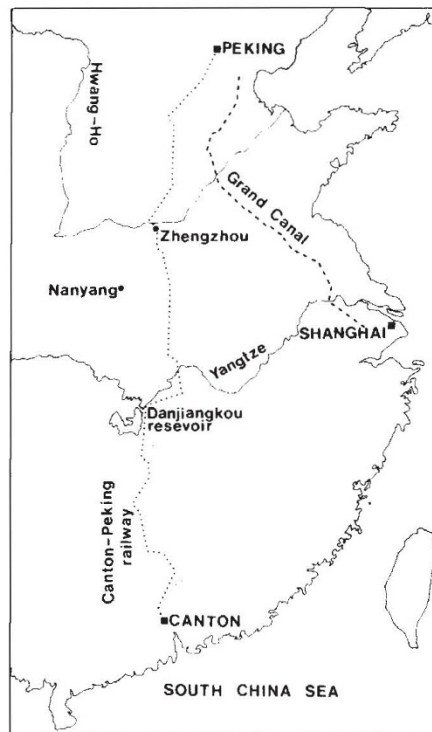 PEKING
Hwang-Ho
Grand Canal
Zhengzhou
Nanyang
SHANGHAI
Yangtze
Danjiangkou
resevoir
Canton-Peking
railway
CANTON
SOUTH CHINA SEA